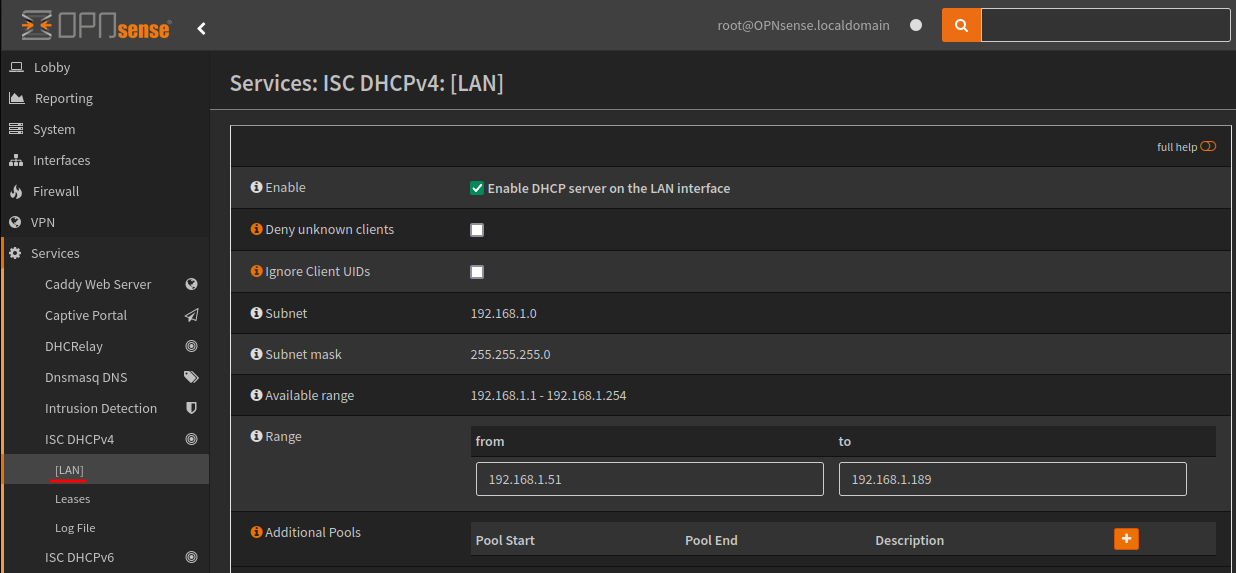 OPNsense
root@OPNsense.localdomain
Lobby
Reporting
System
Interfaces
Firewall
VPN
Services
Caddy Web Server
Captive Portal
DHCRelay
Dnsmasq DNS
Intrusion Detection
ISC DHCPv4
[LAN]
Leases
Log File
ISC DHCPv6
Services: ISC DHCPv4: [LAN]
full help
Enable
Enable DHCP server on the LAN interface
Deny unknown clients
Ignore Client UIDs
Subnet
192.168.1.0
Subnet mask
255.255.255.0
Available range
192.168.1.1 - 192.168.1.254
Range
from to
192.168.1.51 192.168.1.189
Additional Pools
Pool Start Pool End Description